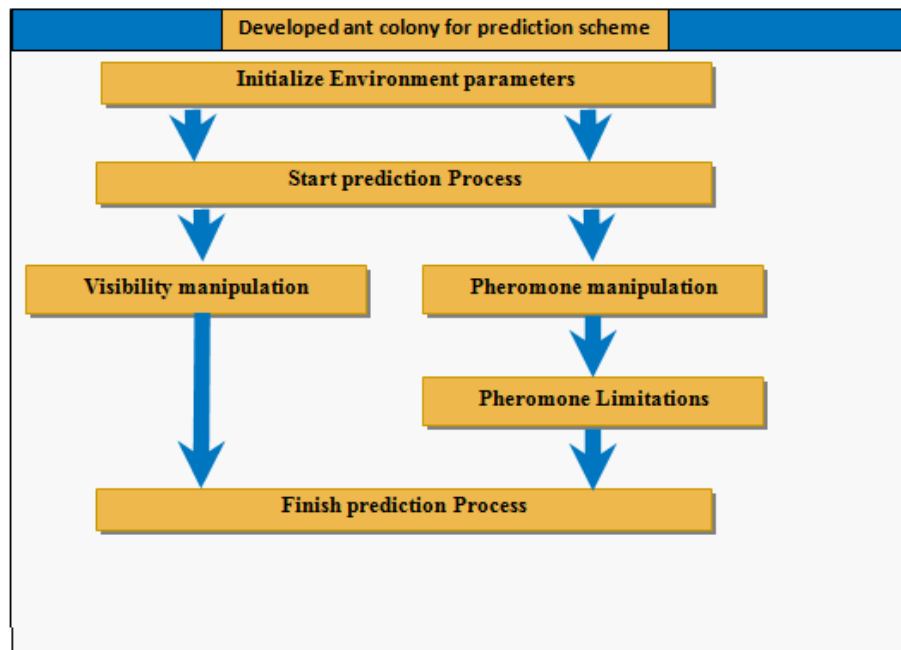 Developed ant colony for prediction scheme
Initialize Environment parameters
Start prediction Process
Visibility manipulation
Pheromone manipulation
Pheromone Limitations
Finish prediction Process